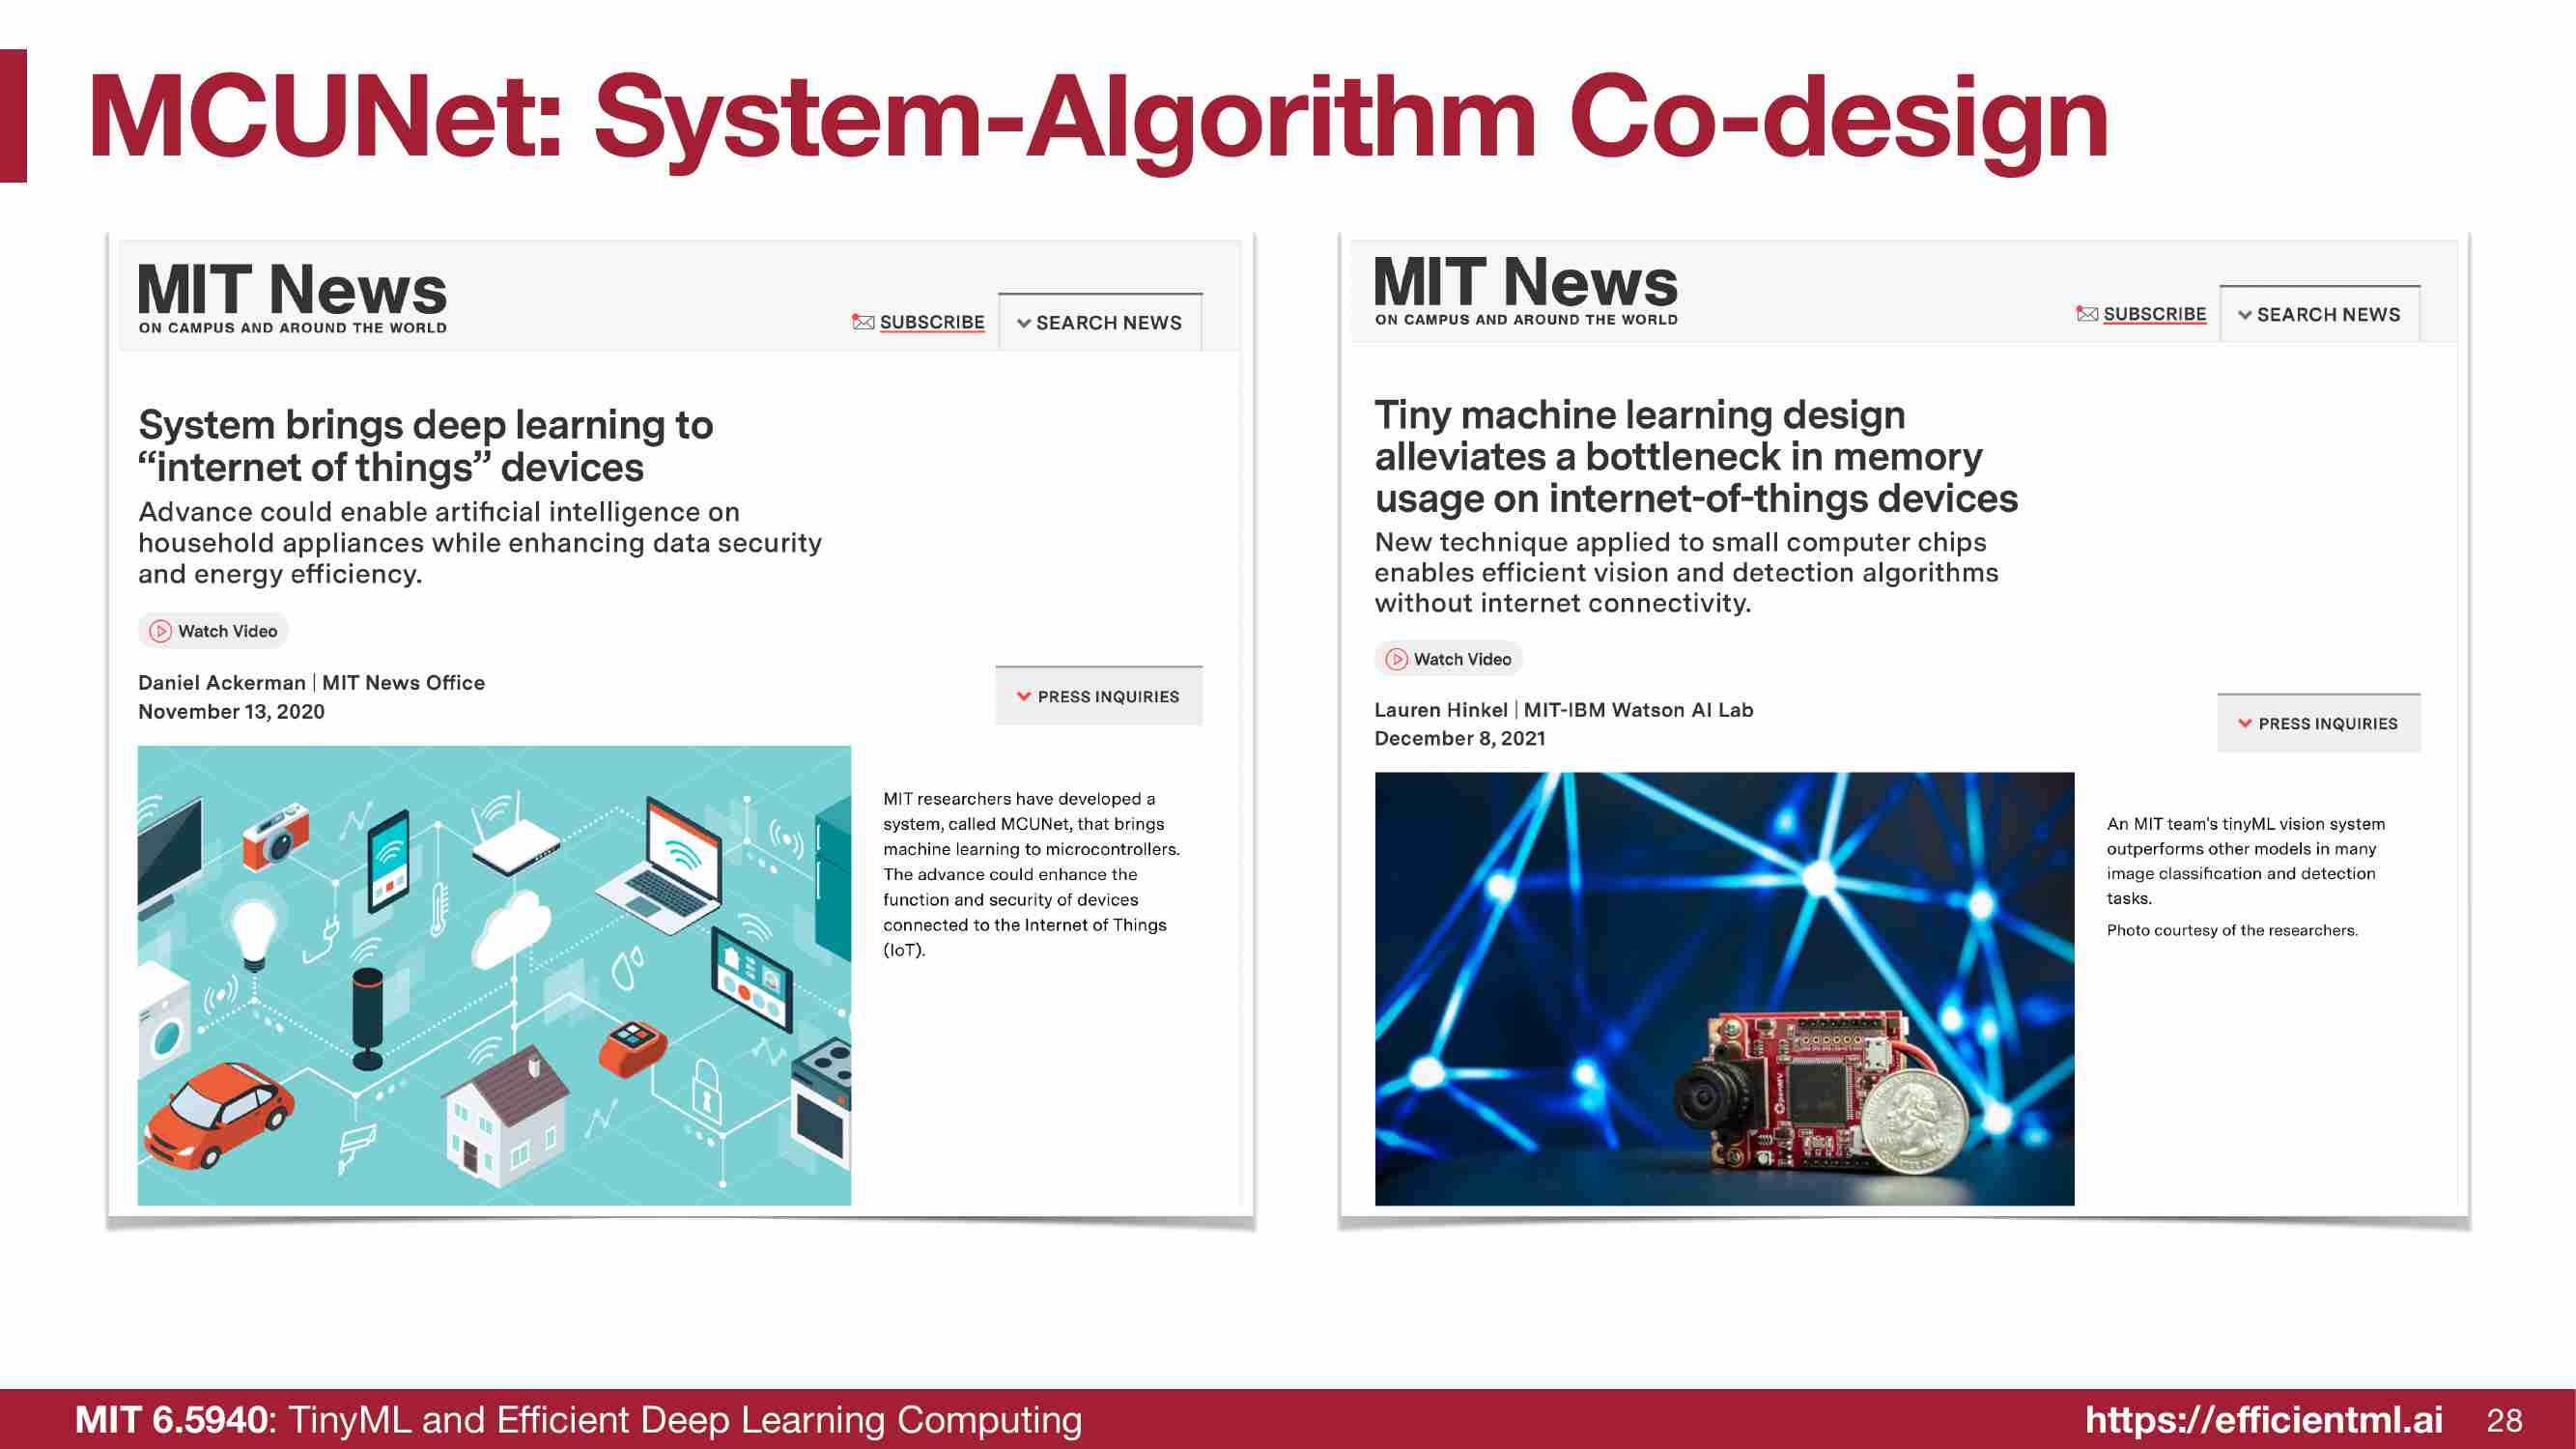 MCUNet: System-Algorithm Co-design
MIT News
ON CAMPUS AND AROUND THE WORLD
SUBSCRIBE
SEARCH NEWS
System brings deep learning to
“internet of things” devices
Advance could enable artificial intelligence on
household appliances while enhancing data security
and energy efficiency.
Watch Video
Daniel Ackerman | MIT News Office
November 13, 2020
PRESS INQUIRIES
MIT researchers have developed a
system, called MCUNet, that brings
machine learning to microcontrollers.
The advance could enhance the
function and security of devices
connected to the Internet of Things
(IoT).
MIT News
ON CAMPUS AND AROUND THE WORLD
SUBSCRIBE
SEARCH NEWS
Tiny machine learning design
alleviates a bottleneck in memory
usage on internet-of-things devices
New technique applied to small computer chips
enables efficient vision and detection algorithms
without internet connectivity.
Watch Video
Lauren Hinkel | MIT-IBM Watson AI Lab
December 8, 2021
PRESS INQUIRIES
An MIT team's tinyML vision system
outperforms other models in many
image classification and detection
tasks.
Photo courtesy of the researchers.
OpenMV
MIT 6.5940: TinyML and Efficient Deep Learning Computing
https://efficientml.ai
28